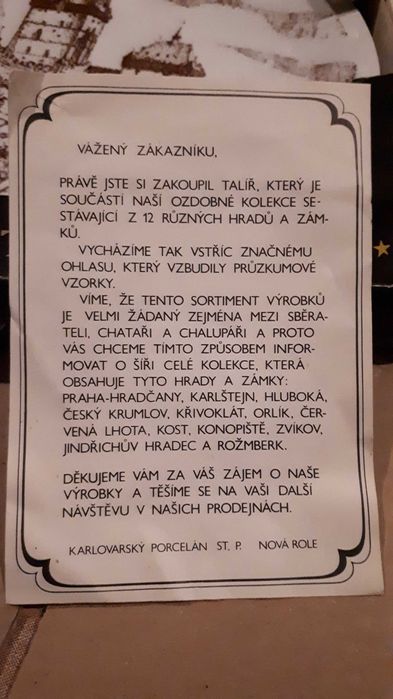 VÁŽENÝ ZÁKAZNÍKU,
PRÁVĚ JSTE SI ZAKOUPIL TALÍŘ, KTERÝ JE
SOUČÁSTÍ NAŠÍ OZDOBNÉ KOLEKCE SE-
STÁVAJÍCÍ Z 12 RŮZNÝCH HRADŮ A ZÁM-
KŮ.
VYCHÁZÍME TAK VSTŘÍC ZNAČNÉMU
OHLASU, KTERÝ VZBUDILY PRŮZKUMOVÉ
VZORKY.
VÍME, ŽE TENTO SORTIMENT VÝROBKŮ
JE VELMI ŽÁDANÝ ZEJMÉNA MEZI SBĚRA-
TELI, CHATAŘI A CHALUPÁŘI A PROTO
VÁS CHCEME TÍMTO ZPŮSOBEM INFOR-
MOVAT O ŠÍŘI CELÉ KOLEKCE, KTERÁ
OBSAHUJE TYTO HRADY A ZÁMKY:
PRAHA-HRADČANY, KARLŠTEJN, HLUBOKÁ,
ČESKÝ KRUMLOV, KŘIVOKLÁT, ORLÍK, ČER-
VENÁ LHOTA, KOST, KONOPIŠTĚ, ZVÍKOV,
JINDŘICHŮV HRADEC A ROŽMBERK.
DĚKUJEME VÁM ZA VÁŠ ZÁJEM O NAŠE
VÝROBKY A TĚŠÍME SE NA VAŠI DALŠÍ
NÁVŠTĚVU V NAŠICH PRODEJNÁCH.
KARLOVARSKÝ PORCELÁN ST. P. NOVÁ ROLE